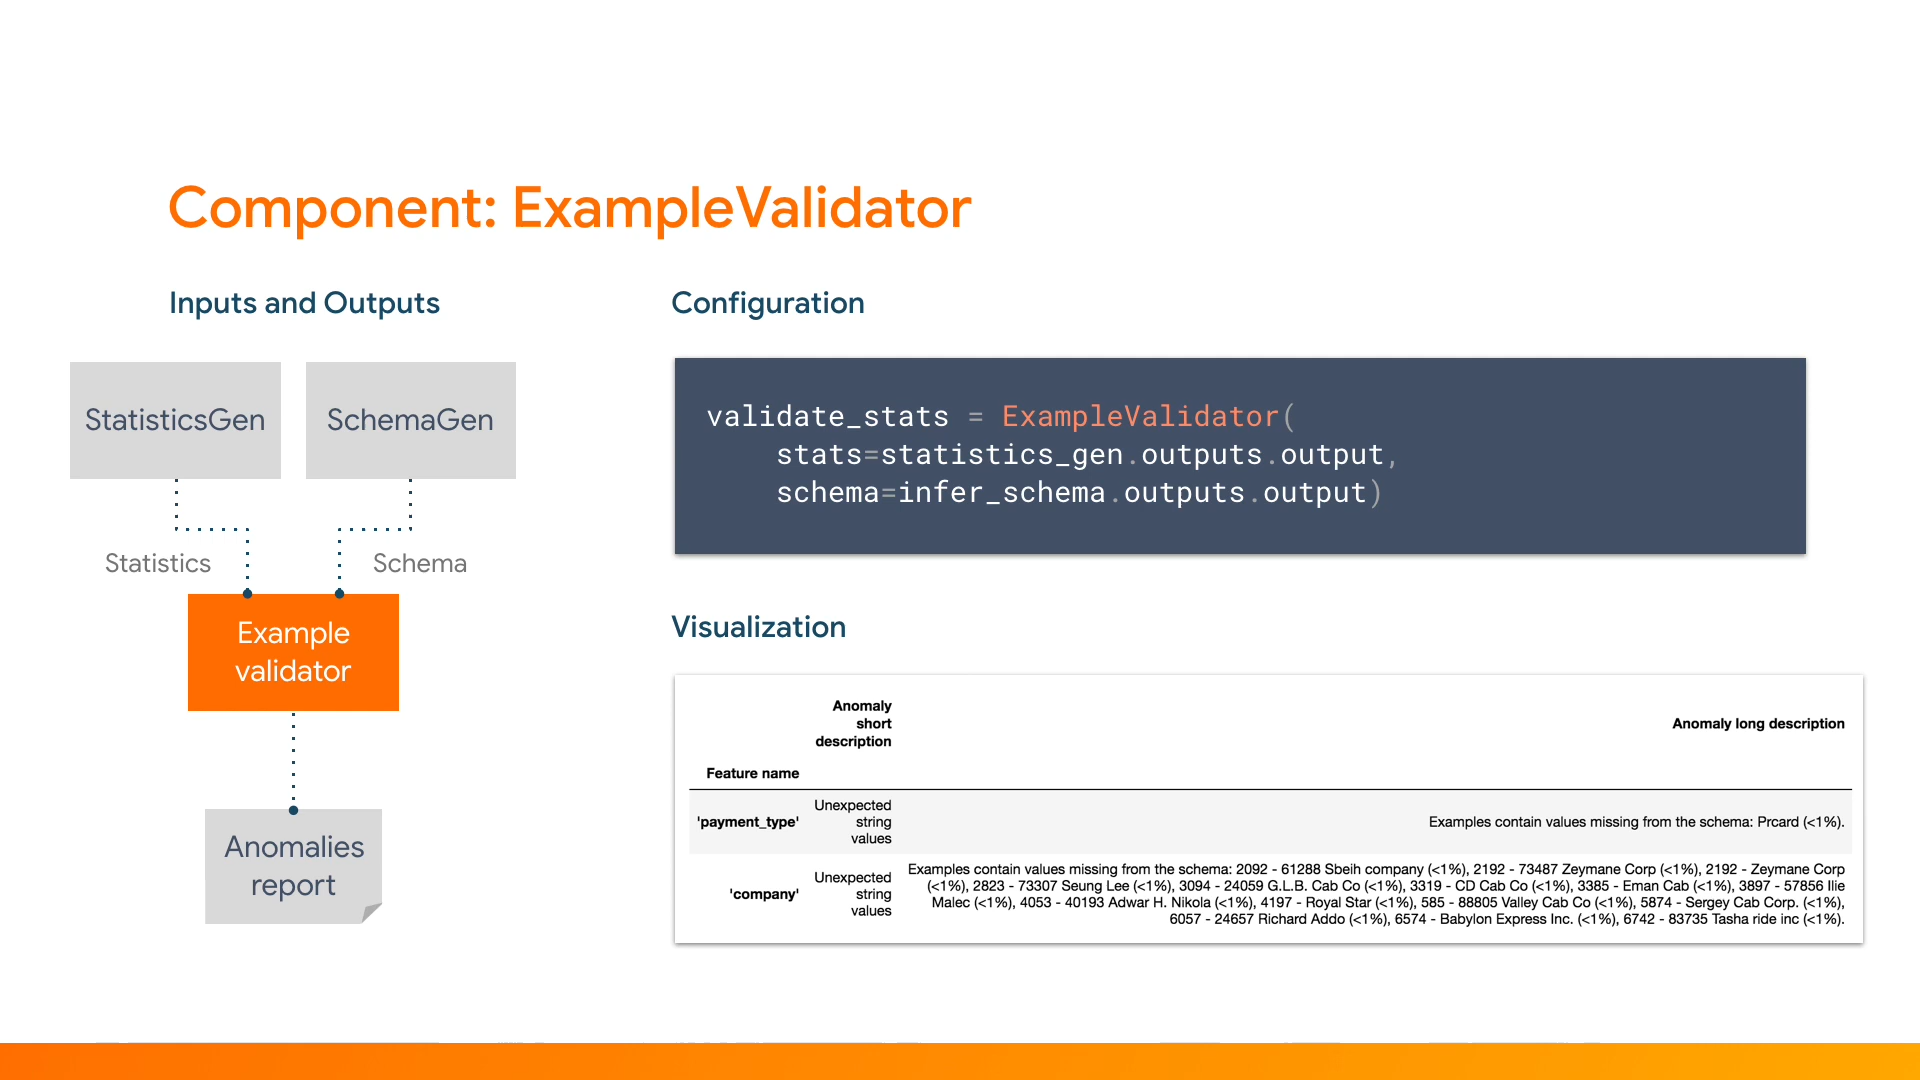 Component: ExampleValidator
Inputs and Outputs
StatisticsGen
SchemaGen
Statistics
Schema
Example
validator
Anomalies
report
Configuration
validate_stats = ExampleValidator(
    stats=statistics_gen.outputs.output,
    schema=infer_schema.outputs.output)
Visualization
Anomaly
short
description
Anomaly long description
Feature name
'payment_type'
Unexpected
string
values
Examples contain values missing from the schema: Prcard (<1%).
'company'
Unexpected
string
values
Examples contain values missing from the schema: 2092 - 61288 Sbeih company (<1%), 2192 - 73487 Zeymane Corp (<1%), 2192 - Zeymane Corp
(<1%), 2823 - 73307 Seung Lee (<1%), 3094 - 24059 G.L.B. Cab Co (<1%), 3319 - CD Cab Co (<1%), 3385 - Eman Cab (<1%), 3897 - 57856 Ilie
Malec (<1%), 4053 - 40193 Adwar H. Nikola (<1%), 4197 - Royal Star (<1%), 585 - 88805 Valley Cab Co (<1%), 5874 - Sergey Cab Corp. (<1%),
6057 - 24657 Richard Addo (<1%), 6574 - Babylon Express Inc. (<1%), 6742 - 83735 Tasha ride inc (<1%).